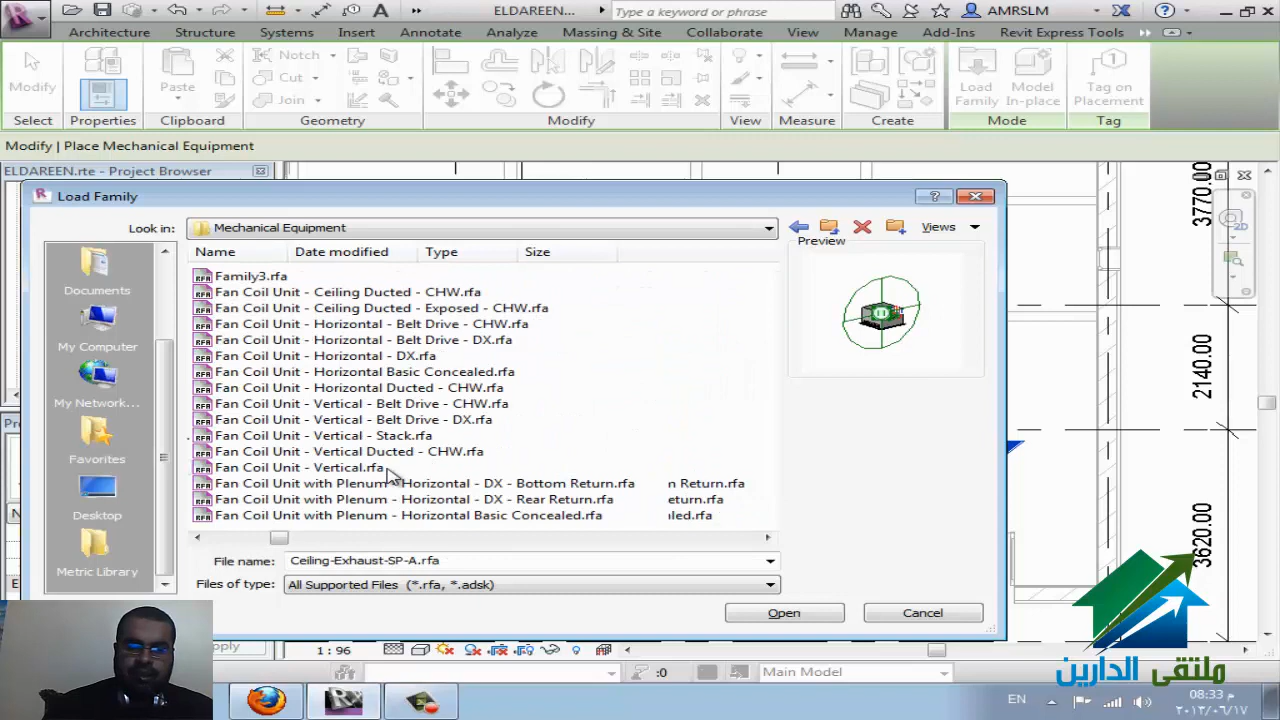 ELDAREEN...
Type a keyword or phrase
AMRSLM
Architecture
Structure
Systems
Insert
Annotate
Analyze
Massing & Site
Collaborate
View
Manage
Add-Ins
Revit Express Tools
Modify
Paste
Notch
Cut
Join
Load Family
Model In-place
Tag on Placement
Select
Properties
Clipboard
Geometry
Modify
View
Measure
Create
Mode
Tag
Modify | Place Mechanical Equipment
ELDAREEN.rte - Project Browser
Load Family
Look in:
Mechanical Equipment
Views
Name
Date modified
Type
Size
Preview
Documents
My Computer
My Network...
Favorites
Desktop
Metric Library
Family3.rfa
Fan Coil Unit - Ceiling Ducted - CHW.rfa
Fan Coil Unit - Ceiling Ducted - Exposed - CHW.rfa
Fan Coil Unit - Horizontal - Belt Drive - CHW.rfa
Fan Coil Unit - Horizontal - Belt Drive - DX.rfa
Fan Coil Unit - Horizontal - DX.rfa
Fan Coil Unit - Horizontal Basic Concealed.rfa
Fan Coil Unit - Horizontal Ducted - CHW.rfa
Fan Coil Unit - Vertical - Belt Drive - CHW.rfa
Fan Coil Unit - Vertical - Belt Drive - DX.rfa
Fan Coil Unit - Vertical - Stack.rfa
Fan Coil Unit - Vertical Ducted - CHW.rfa
Fan Coil Unit - Vertical.rfa
Fan Coil Unit with Plenum - Horizontal - DX - Bottom Return.rfa n Return.rfa
Fan Coil Unit with Plenum - Horizontal - DX - Rear Return.rfa eturn.rfa
Fan Coil Unit with Plenum - Horizontal Basic Concealed.rfa led.rfa
File name:
Ceiling-Exhaust-SP-A.rfa
Files of type:
All Supported Files (*.rfa, *.adsk)
Open
Cancel
3770.00
2140.00
3620.00
2D
1 : 96
:0
Main Model
ملتقى الدارين
EN
08:33 م
٢٠١٣/٠٦/١٧